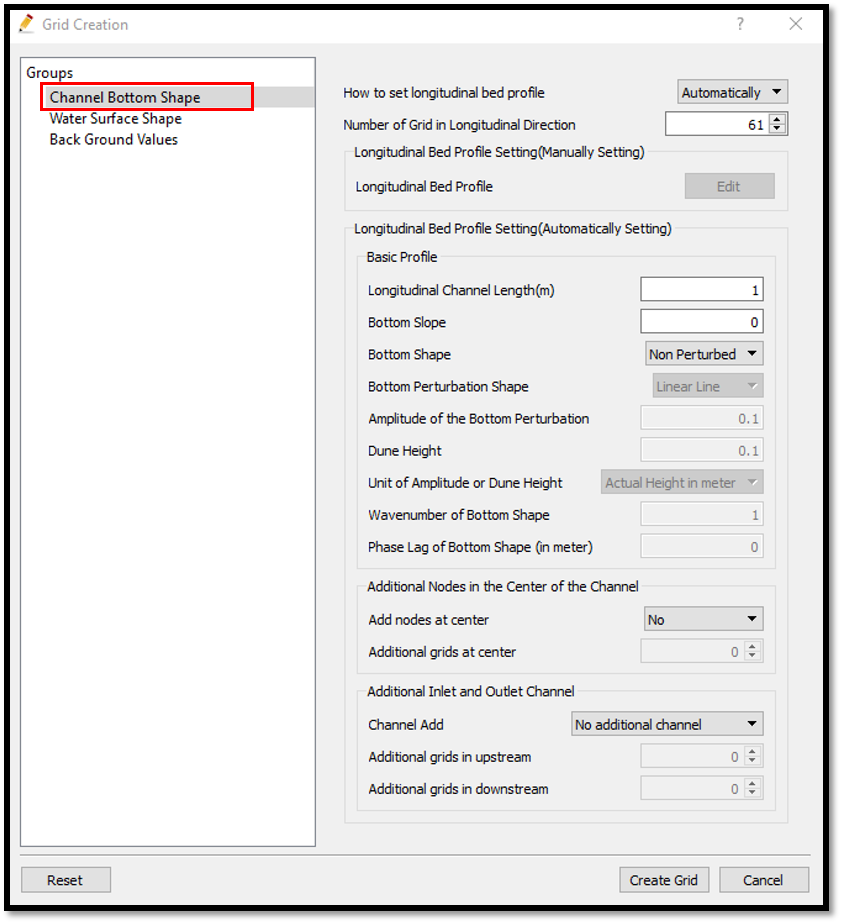 Grid Creation
?
Groups
Channel Bottom Shape
Water Surface Shape
Back Ground Values
How to set longitudinal bed profile Automatically
Number of Grid in Longitudinal Direction 61
Longitudinal Bed Profile Setting(Manually Setting)
Longitudinal Bed Profile Edit
Longitudinal Bed Profile Setting(Automatically Setting)
Basic Profile
Longitudinal Channel Length(m) 1
Bottom Slope 0
Bottom Shape Non Perturbed
Bottom Perturbation Shape Linear Line
Amplitude of the Bottom Perturbation 0.1
Dune Height 0.1
Unit of Amplitude or Dune Height Actual Height in meter
Wavenumber of Bottom Shape 1
Phase Lag of Bottom Shape (in meter) 0
Additional Nodes in the Center of the Channel
Add nodes at center No
Additional grids at center 0
Additional Inlet and Outlet Channel
Channel Add No additional channel
Additional grids in upstream 0
Additional grids in downstream 0
Reset Create Grid Cancel